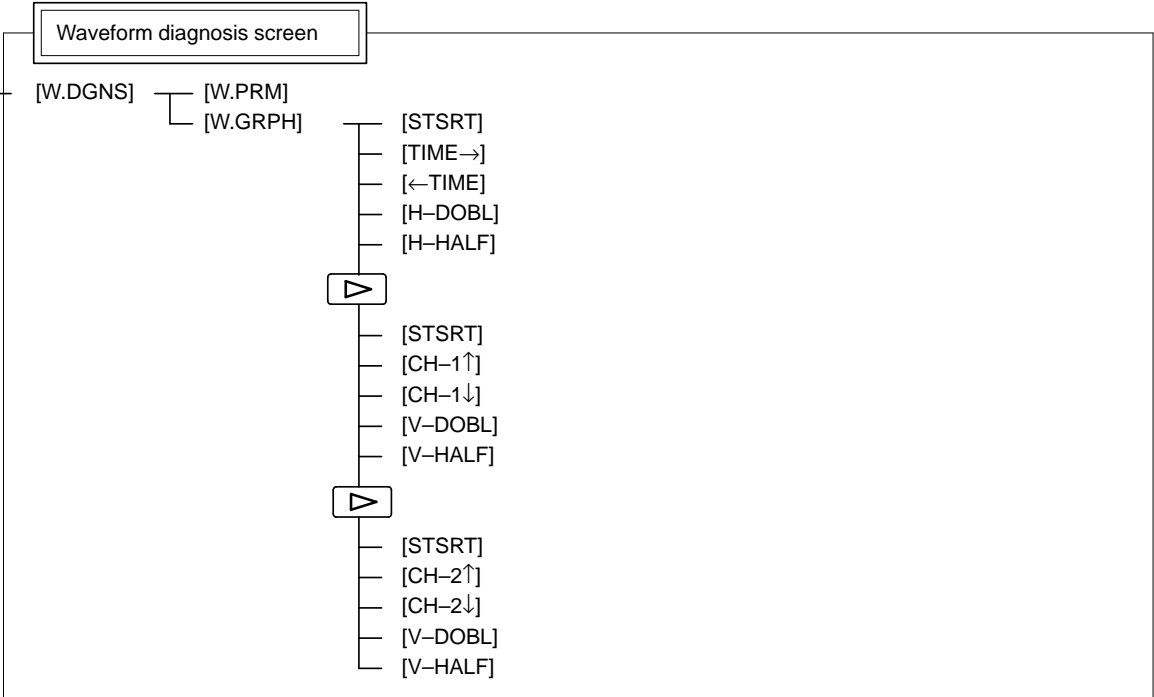 Waveform diagnosis screen
[W.DGNS] [W.PRM]
[W.GRPH] [STSRT]
[TIME→]
[←TIME]
[H–DOBL]
[H–HALF]
[STSRT]
[CH–1↑]
[CH–1↓]
[V–DOBL]
[V–HALF]
[STSRT]
[CH–2↑]
[CH–2↓]
[V–DOBL]
[V–HALF]